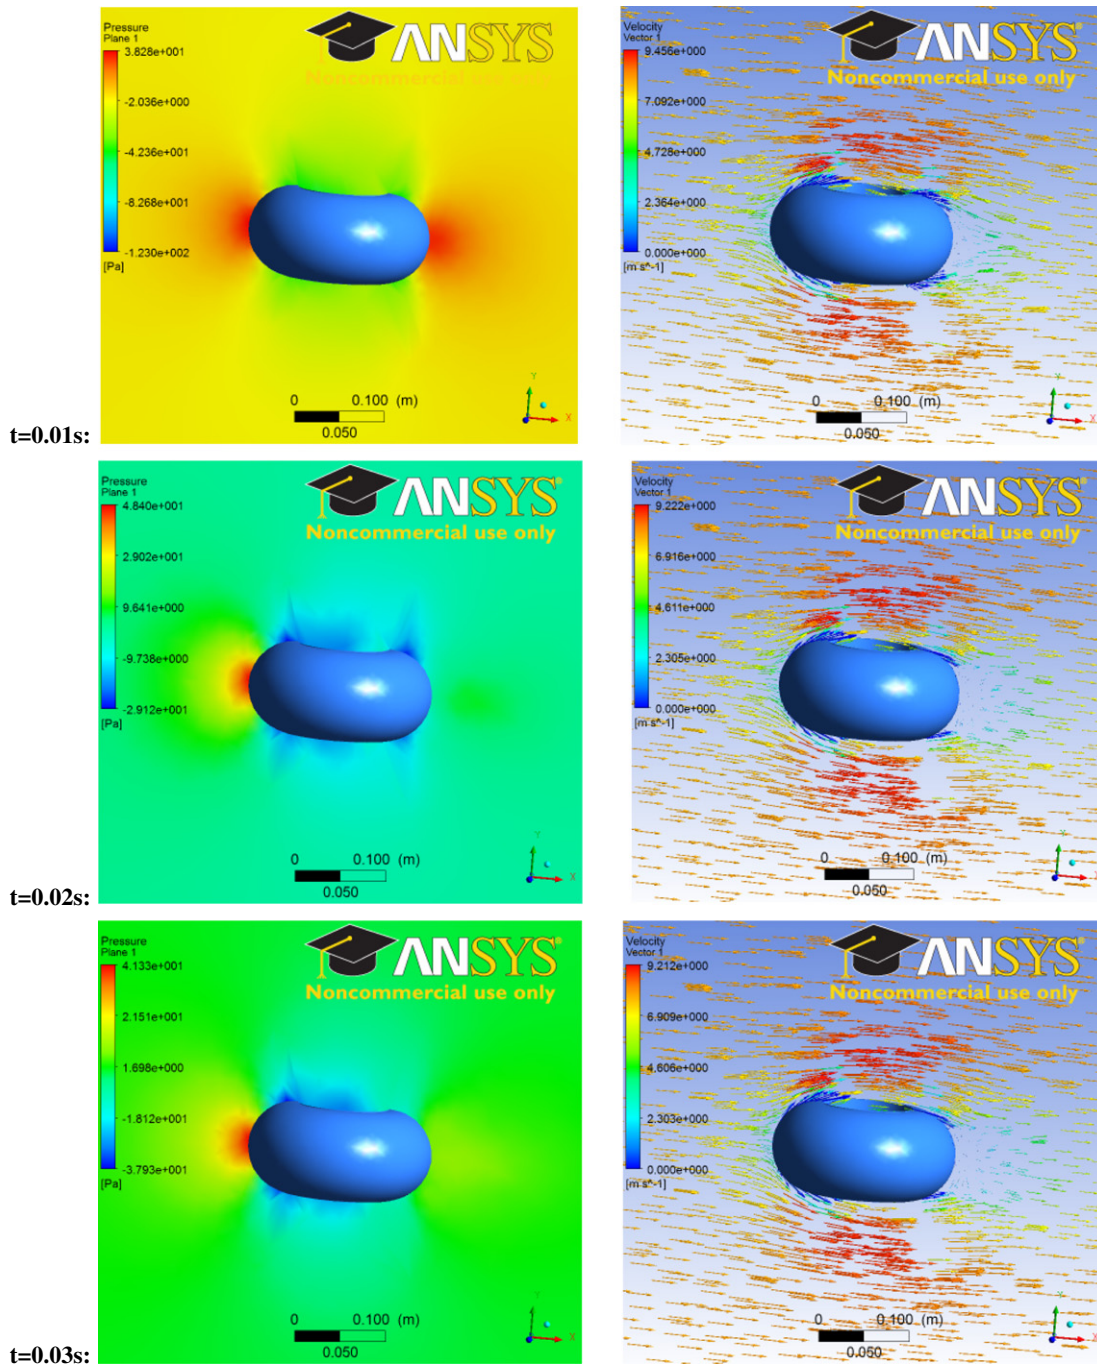 Pressure
Plane 1
3.828e+001
-2.036e+000
-4.236e+001
-8.268e+001
-1.230e+002
[Pa]
ANSYS
Noncommercial use only
0 0.100 (m)
0.050
Y
X
Velocity
Vector 1
9.456e+000
7.092e+000
4.728e+000
2.364e+000
0.000e+000
[m s^-1]
ANSYS
Noncommercial use only
0 0.100 (m)
0.050
Y
X
t=0.01s:
Pressure
Plane 1
4.840e+001
2.902e+001
9.641e+000
-9.738e+000
-2.912e+001
[Pa]
ANSYS®
Noncommercial use only
0 0.100 (m)
0.050
Y
X
Velocity
Vector 1
9.222e+000
6.916e+000
4.611e+000
2.305e+000
0.000e+000
[m s^-1]
ANSYS®
Noncommercial use only
0 0.100 (m)
0.050
Y
X
t=0.02s:
Pressure
Plane 1
4.133e+001
2.151e+001
1.698e+000
-1.812e+001
-3.793e+001
[Pa]
ANSYS®
Noncommercial use only
0 0.100 (m)
0.050
Y
X
Velocity
Vector 1
9.212e+000
6.909e+000
4.606e+000
2.303e+000
0.000e+000
[m s^-1]
ANSYS®
Noncommercial use only
0 0.100 (m)
0.050
Y
X
t=0.03s: